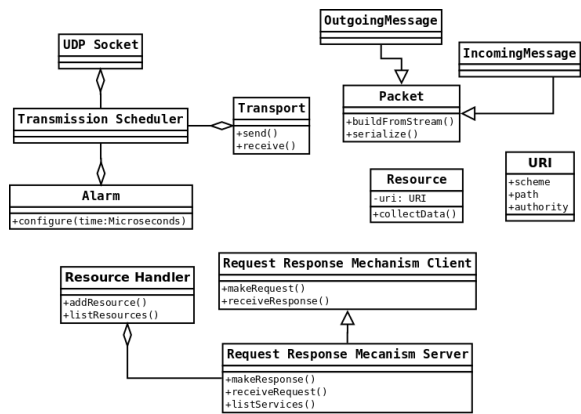 UDP Socket
OutgoingMessage
IncomingMessage
Transmission Scheduler
Transport
+send()
+receive()
Packet
+buildFromStream()
+serialize()
Alarm
+configure(time:Microseconds)
Resource
-uri: URI
+collectData()
URI
+scheme
+path
+authority
Resource Handler
+addResource()
+listResources()
Request Response Mechanism Client
+makeRequest()
+receiveResponse()
Request Response Mecanism Server
+makeResponse()
+receiveRequest()
+listServices()